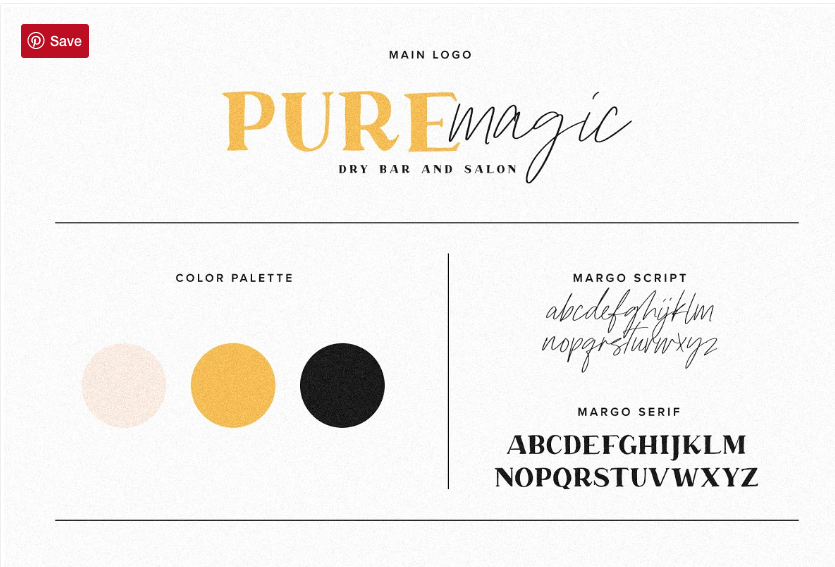 Save
MAIN LOGO
PURE magic
DRY BAR AND SALON
COLOR PALETTE
MARGO SCRIPT
abcdefghijklm
nopqrstuvwxyz
MARGO SERIF
ABCDEFGHIJKLM
NOPQRSTUVWXYZ